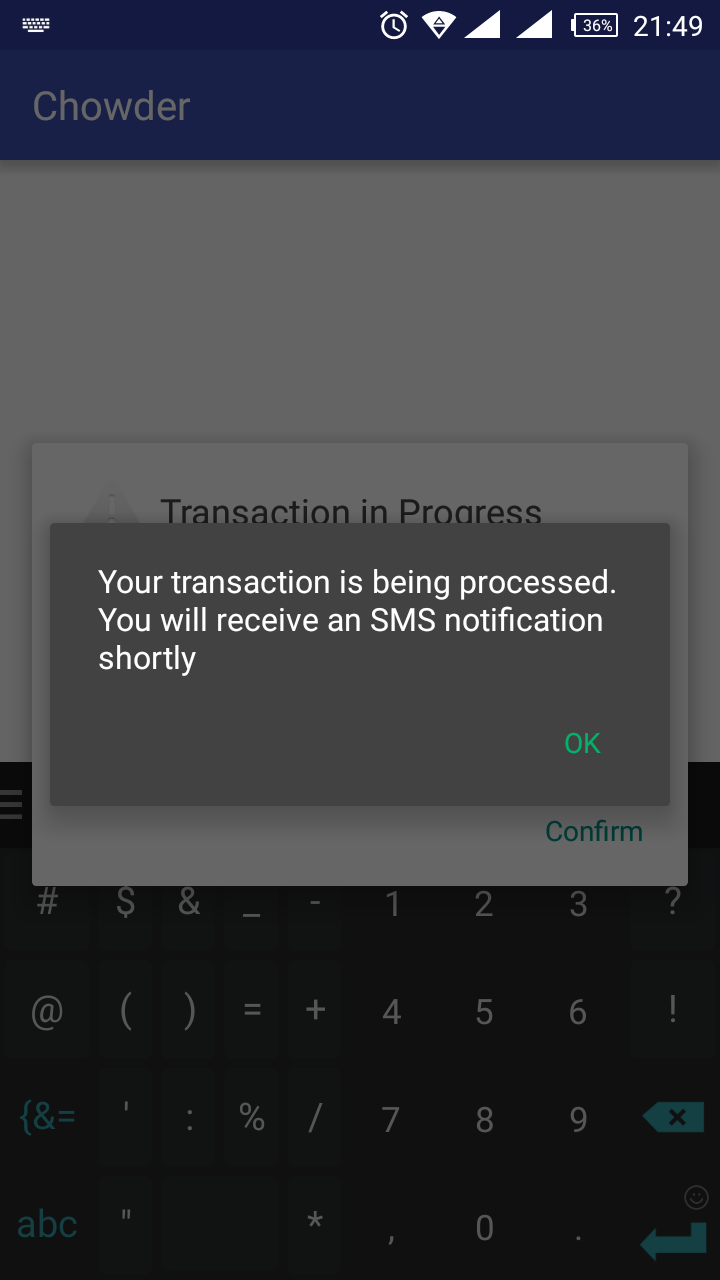 36% 21:49
Chowder
Transaction in Progress
Your transaction is being processed.
You will receive an SMS notification
shortly
OK
Confirm
# $ & _ - 1 2 3 ?
@ ( ) = + 4 5 6 !
{&= ' : % / 7 8 9
abc " * , 0 .